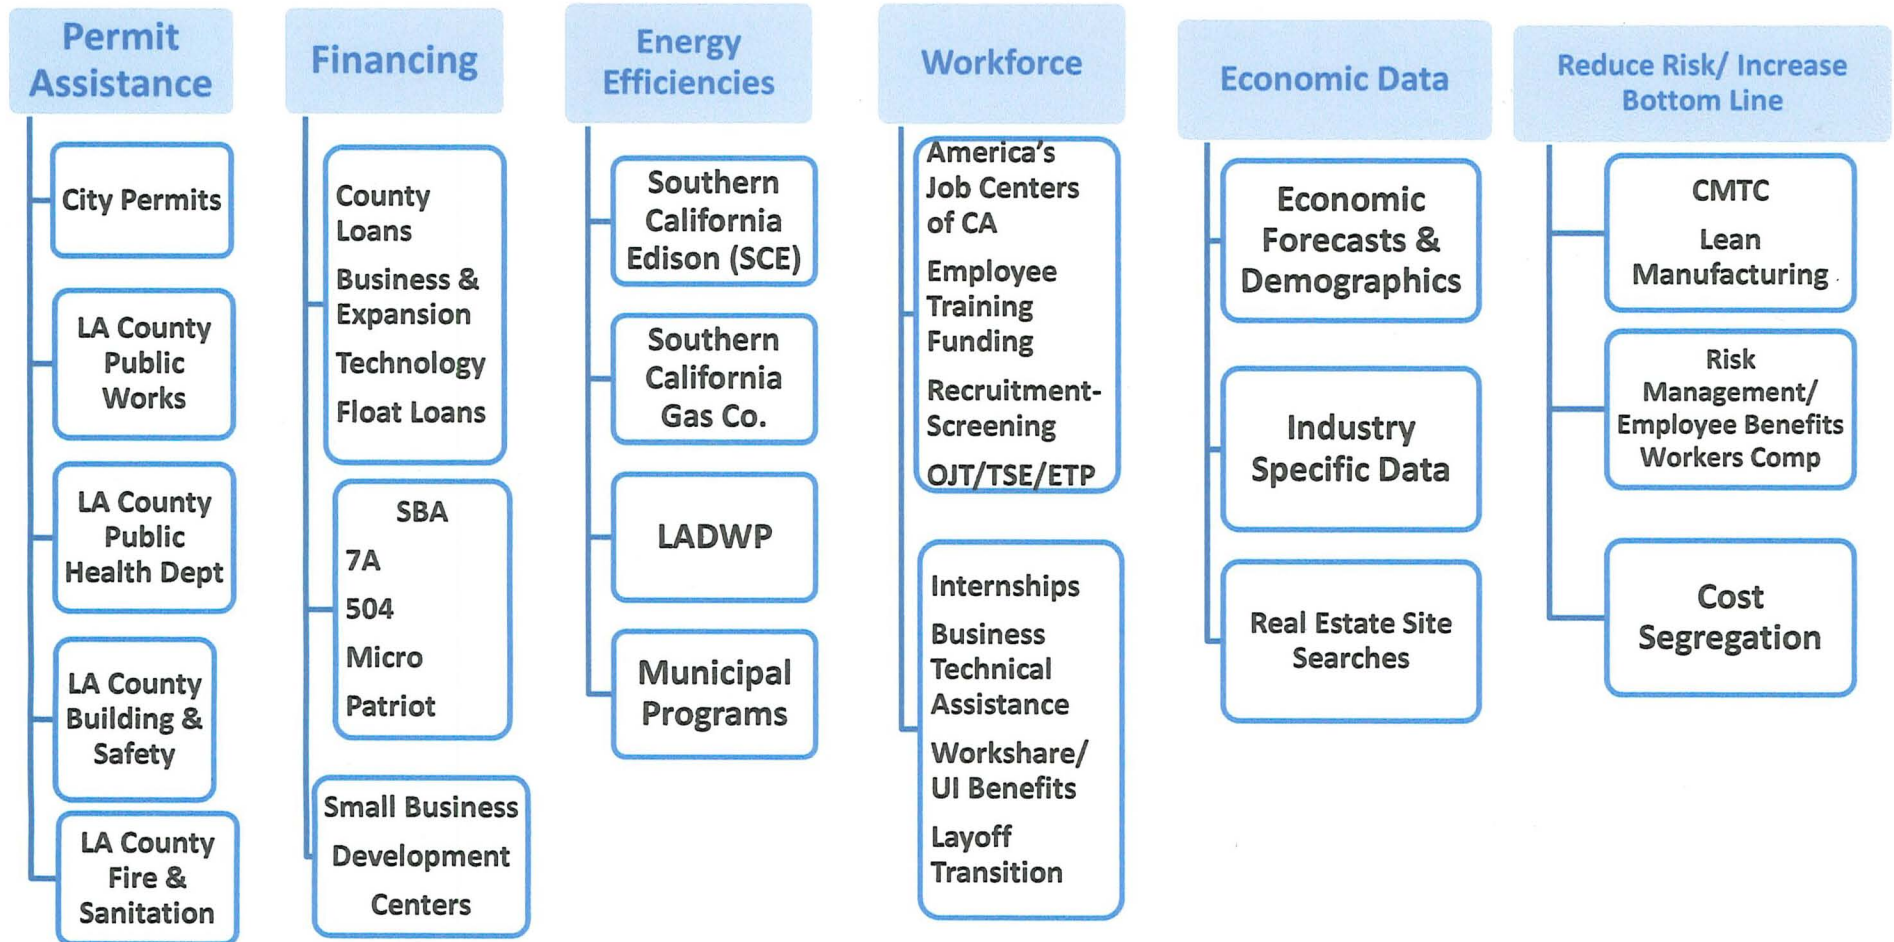 Permit
Assistance
City Permits
LA County
Public
Works
LA County
Public
Health Dept
LA County
Building &
Safety
LA County
Fire &
Sanitation
Financing
County
Loans
Business &
Expansion
Technology
Float Loans
SBA
7A
504
Micro
Patriot
Small Business
Development
Centers
Energy
Efficiencies
Southern
California
Edison (SCE)
Southern
California
Gas Co.
LADWP
Municipal
Programs
Workforce
America's
Job Centers
of CA
Employee
Training
Funding
Recruitment-
Screening
OJT/TSE/ETP
Internships
Business
Technical
Assistance
Workshare/
UI Benefits
Layoff
Transition
Economic Data
Economic
Forecasts &
Demographics
Industry
Specific Data
Real Estate Site
Searches
Reduce Risk/ Increase
Bottom Line
CMTC
Lean
Manufacturing
Risk
Management/
Employee Benefits
Workers Comp
Cost
Segregation